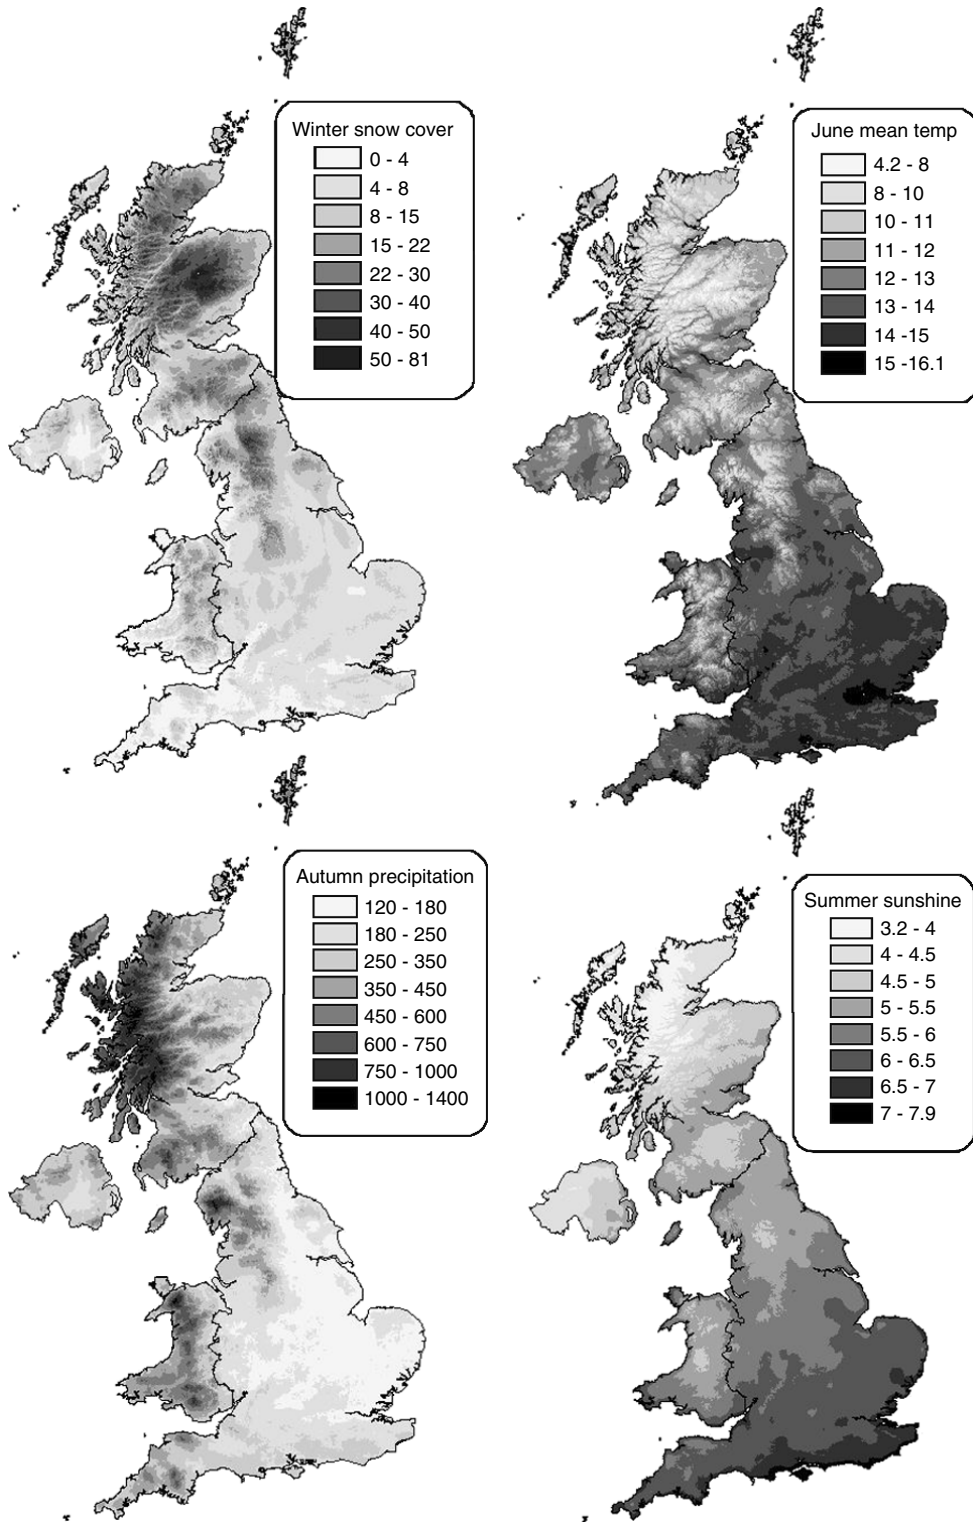 Winter snow cover
0 - 4
4 - 8
8 - 15
15 - 22
22 - 30
30 - 40
40 - 50
50 - 81
June mean temp
4.2 - 8
8 - 10
10 - 11
11 - 12
12 - 13
13 - 14
14 -15
15 -16.1
Autumn precipitation
120 - 180
180 - 250
250 - 350
350 - 450
450 - 600
600 - 750
750 - 1000
1000 - 1400
Summer sunshine
3.2 - 4
4 - 4.5
4.5 - 5
5 - 5.5
5.5 - 6
6 - 6.5
6.5 - 7
7 - 7.9